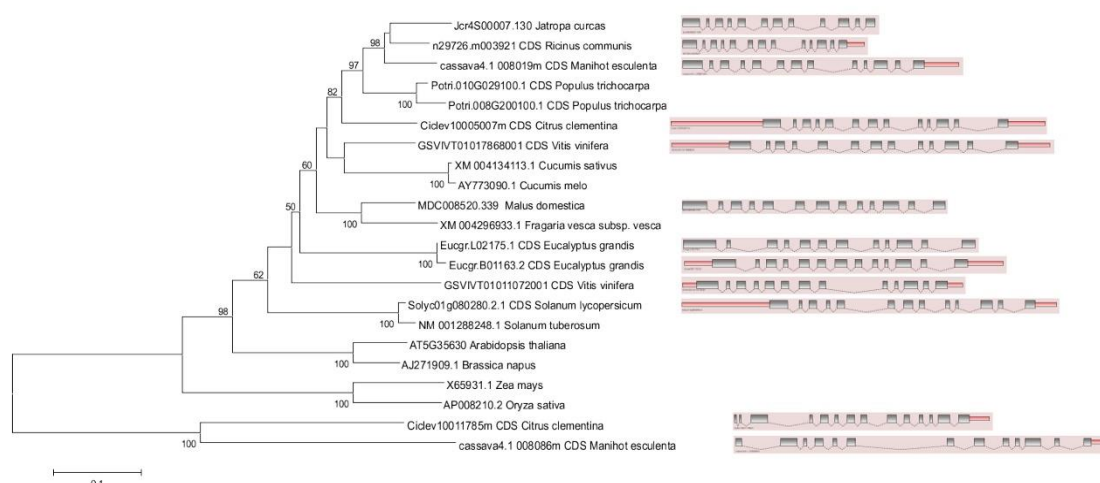 Jcr4S00007.130 Jatropa curcas
98
n29726.m003921 CDS Ricinus communis
97
cassava4.1 008019m CDS Manihot esculenta
Potri.010G029100.1 CDS Populus trichocarpa
82
100
Potri.008G200100.1 CDS Populus trichocarpa
Ciclev10005007m CDS Citrus clementina
GSVIVT01017868001 CDS Vitis vinifera
60
XM 004134113.1 Cucumis sativus
100
AY773090.1 Cucumis melo
50
MDC008520.339 Malus domestica
100
XM 004296933.1 Fragaria vesca subsp. vesca
Eucgr.L02175.1 CDS Eucalyptus grandis
62
100
Eucgr.B01163.2 CDS Eucalyptus grandis
GSVIVT01011072001 CDS Vitis vinifera
98
Solyc01g080280.2.1 CDS Solanum lycopersicum
100
NM 001288248.1 Solanum tuberosum
AT5G35630 Arabidopsis thaliana
100
AJ271909.1 Brassica napus
X65931.1 Zea mays
100
AP008210.2 Oryza sativa
Ciclev10011785m CDS Citrus clementina
100
cassava4.1 008086m CDS Manihot esculenta